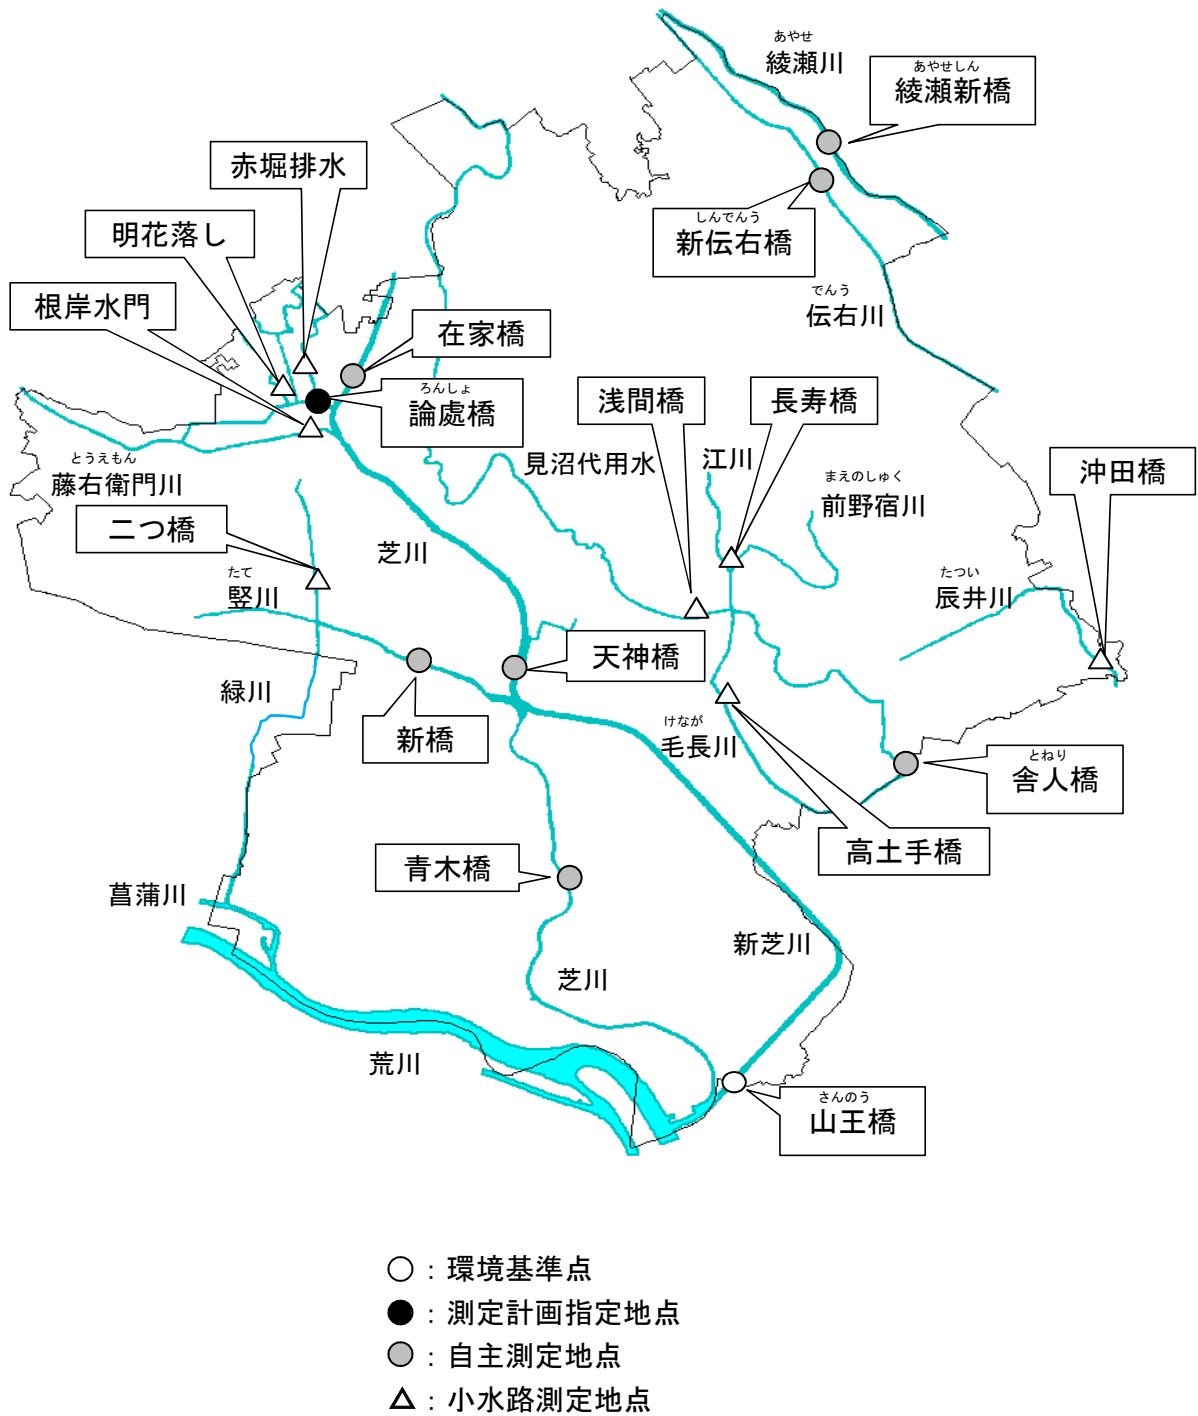 あやせ
綾瀬川
あやせしん
綾瀬新橋
赤堀排水
明花落し
しんでんう
新伝右橋
根岸水門
でんう
伝右川
在家橋
ろんしょ
論處橋
浅間橋
長寿橋
見沼代用水
江川
とうえもん
藤右衛門川
まえのしゅく
前野宿川
沖田橋
二つ橋
芝川
たて
竪川
たつい
辰井川
天神橋
緑川
新橋
けなが
毛長川
とねり
舎人橋
高土手橋
青木橋
菖蒲川
新芝川
芝川
荒川
さんのう
山王橋
○:環境基準点
●:測定計画指定地点
○:自主測定地点
△:小水路測定地点